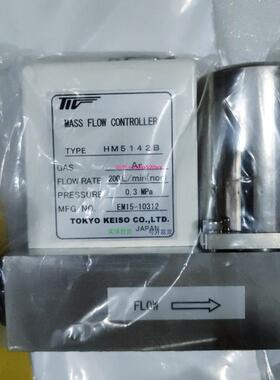 MASS FLOW CONTROLLER
TYPE HM5142B
GAS Ar
FLOW RATE 200L/min(nor)
PRESSURE 0.3 MPa
MFG. NO. EM15-10312
TOKYO KEISO CO.,LTD.
JAPAN
FLOW